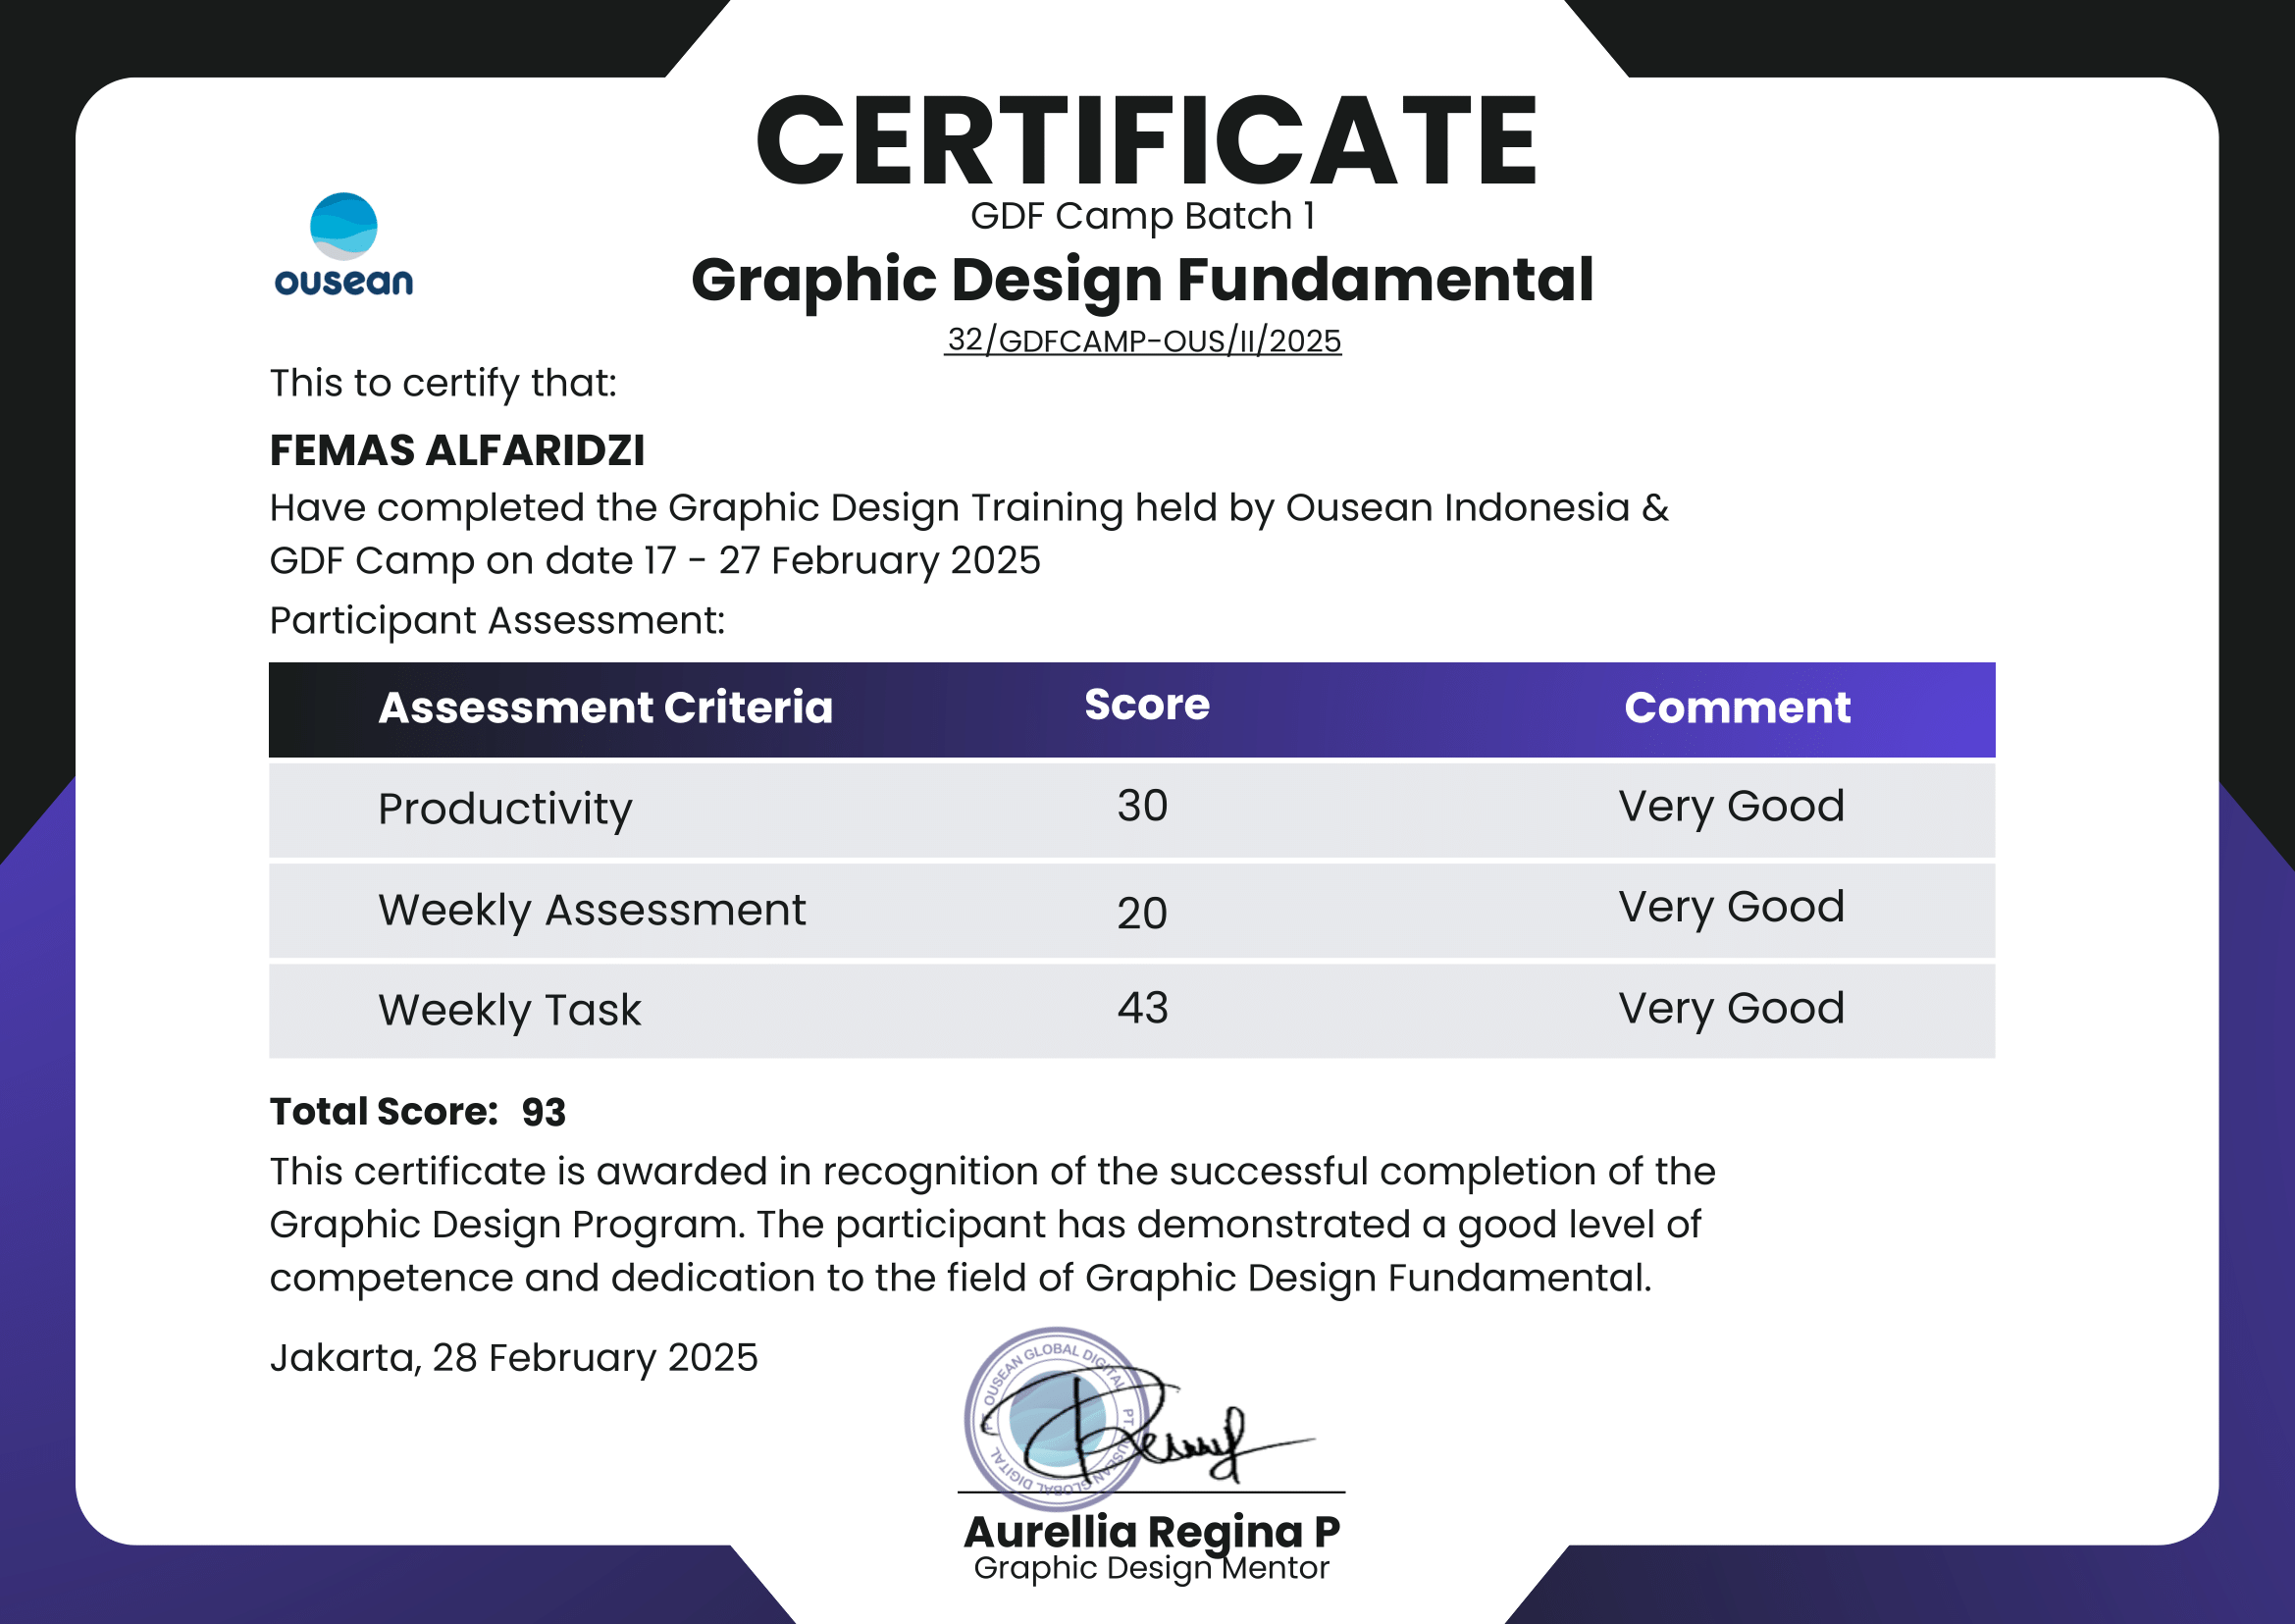 CERTIFICATE
GDF Camp Batch 1
ousean
Graphic Design Fundamental
32/GDFCAMP-OUS/II/2025
This to certify that:
FEMAS ALFARIDZI
Have completed the Graphic Design Training held by Ousean Indonesia &
GDF Camp on date 17 - 27 February 2025
Participant Assessment:
Assessment Criteria Score Comment
Productivity 30 Very Good
Weekly Assessment 20 Very Good
Weekly Task 43 Very Good
Total Score: 93
This certificate is awarded in recognition of the successful completion of the
Graphic Design Program. The participant has demonstrated a good level of
competence and dedication to the field of Graphic Design Fundamental.
Jakarta, 28 February 2025
PT. OUSEAN GLOBAL DIGITAL
PT. OUSEAN GLOBAL DIGITAL
Aurellia Regina P
Graphic Design Mentor